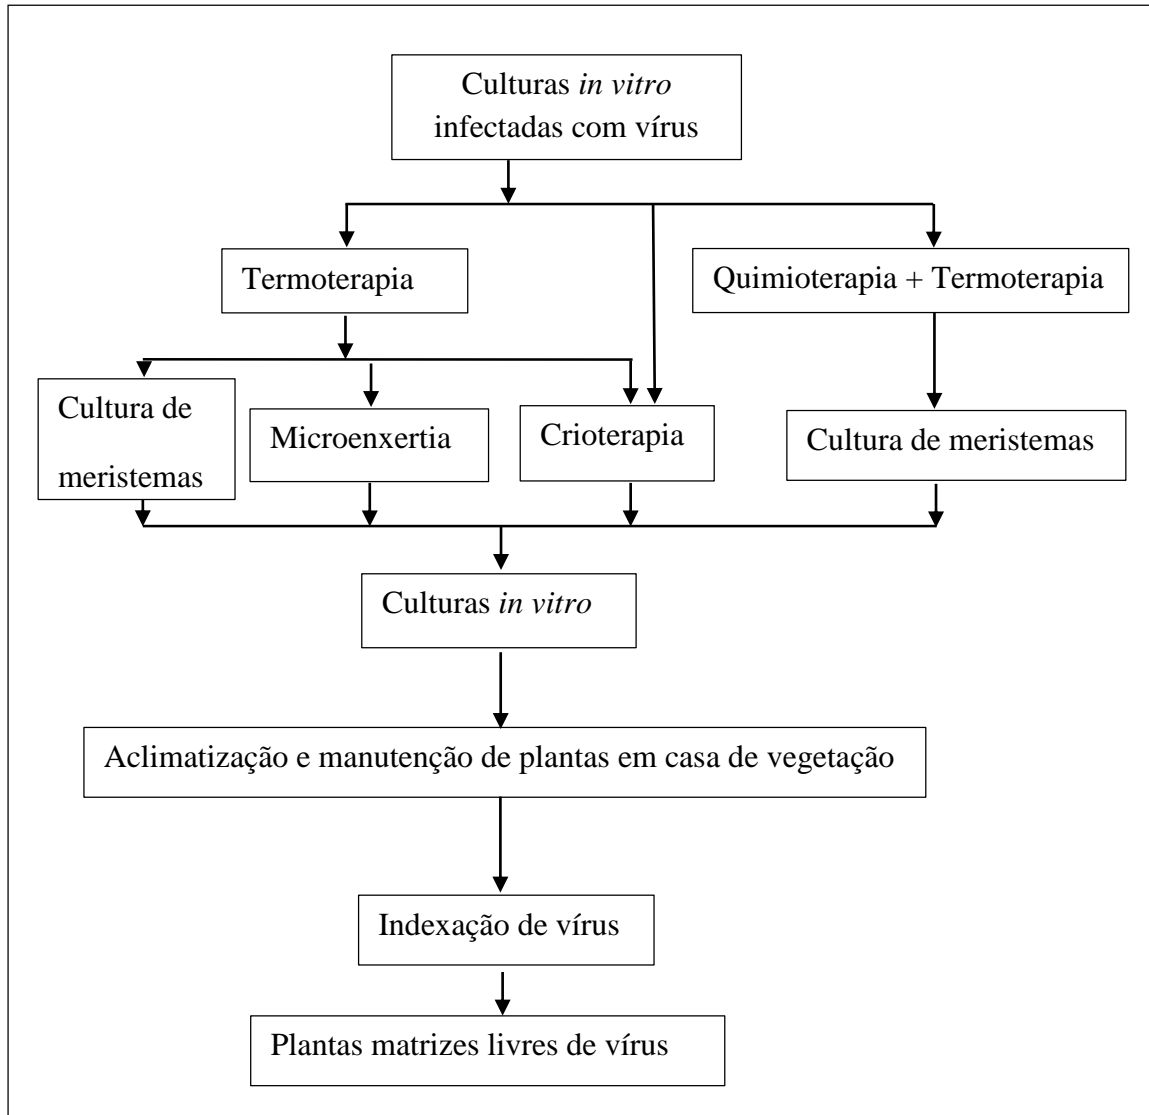 Culturas in vitro
infectadas com vírus
Termoterapia
Quimioterapia + Termoterapia
Cultura de
meristemas
Microenxertia
Crioterapia
Cultura de meristemas
Culturas in vitro
Aclimatização e manutenção de plantas em casa de vegetação
Indexação de vírus
Plantas matrizes livres de vírus